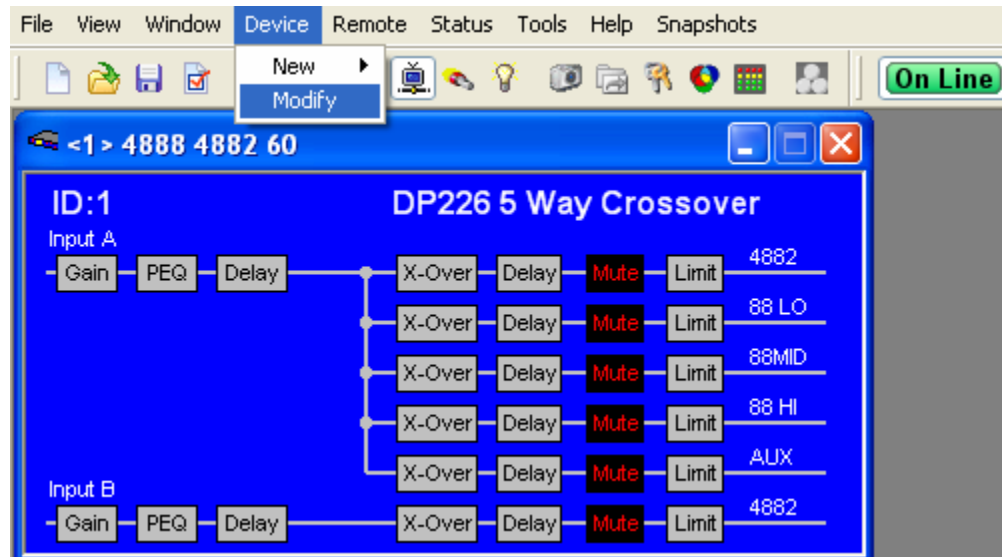 File View Window Device Remote Status Tools Help Snapshots
New
Modify
On Line
<1> 4888 4882 60
ID:1 DP226 5 Way Crossover
Input A
Gain PEQ Delay X-Over Delay Mute Limit 4882
X-Over Delay Mute Limit 88 LO
X-Over Delay Mute Limit 88MID
X-Over Delay Mute Limit 88 HI
X-Over Delay Mute Limit AUX
Input B
Gain PEQ Delay X-Over Delay Mute Limit 4882